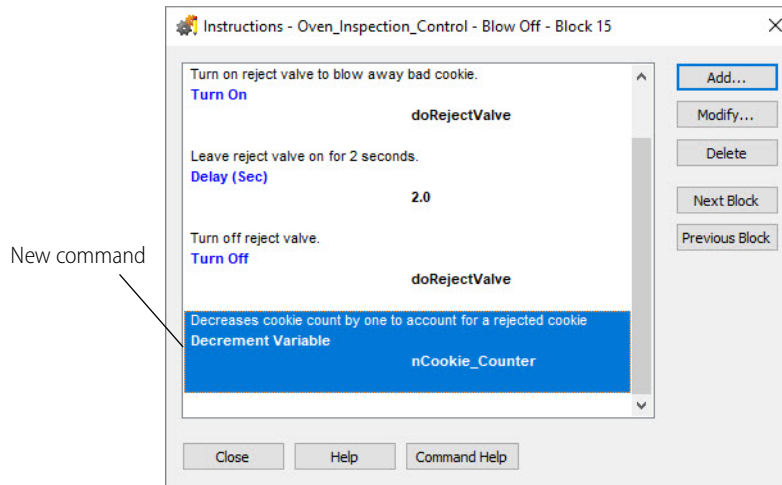 Instructions - Oven_Inspection_Control - Blow Off - Block 15
Turn on reject valve to blow away bad cookie.
Turn On
doRejectValve
Leave reject valve on for 2 seconds.
Delay (Sec)
2.0
Turn off reject valve.
Turn Off
doRejectValve
Decreases cookie count by one to account for a rejected cookie
Decrement Variable
nCookie_Counter
Add...
Modify...
Delete
Next Block
Previous Block
New command
Close
Help
Command Help